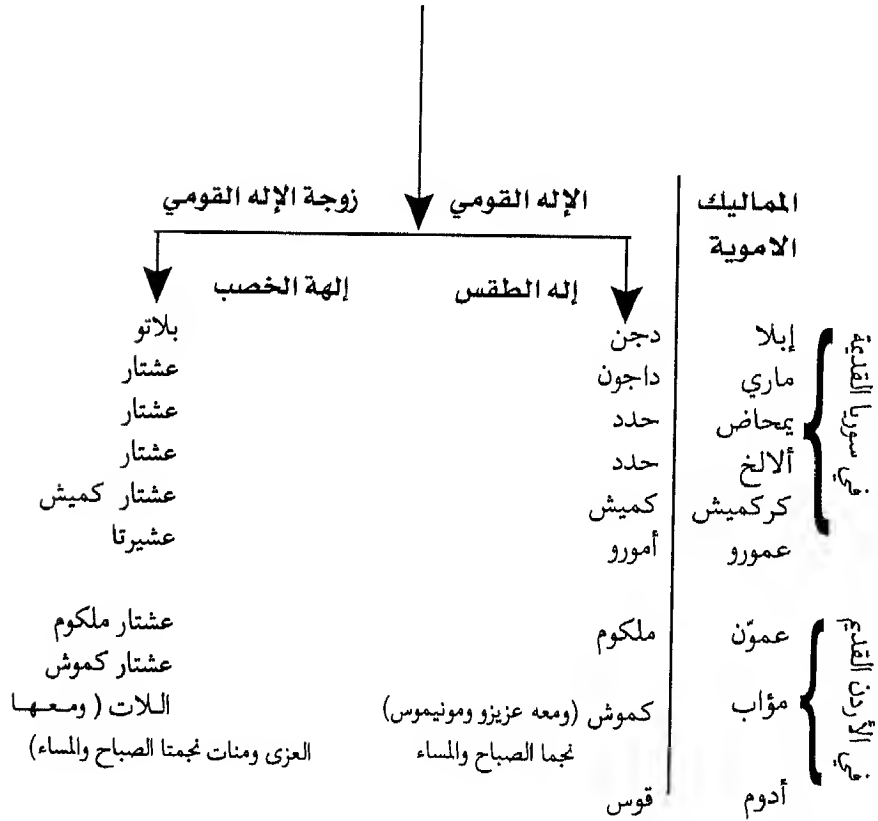 المماليك الإله القومي زوجة الإله القومي
الاموية
إله الطقس إلهة الخصب
في سوريا القديمة
إبلا دجن بلاتو
ماري داجون عشتار
يمحاض حدد عشتار
ألالخ حدد عشتار
كركميش كميش عشتار كميش
عمورو أمورو عشيرتا
في الأردن القديم
عمون ملكوم عشتار ملكوم
عشتار كموش
مؤاب كموش (ومعه عزيزو ومونيموس) اللات (ومعها
نجما الصباح والمساء العزى ومنات نجمتا الصباح والمساء)
أدوم قوس